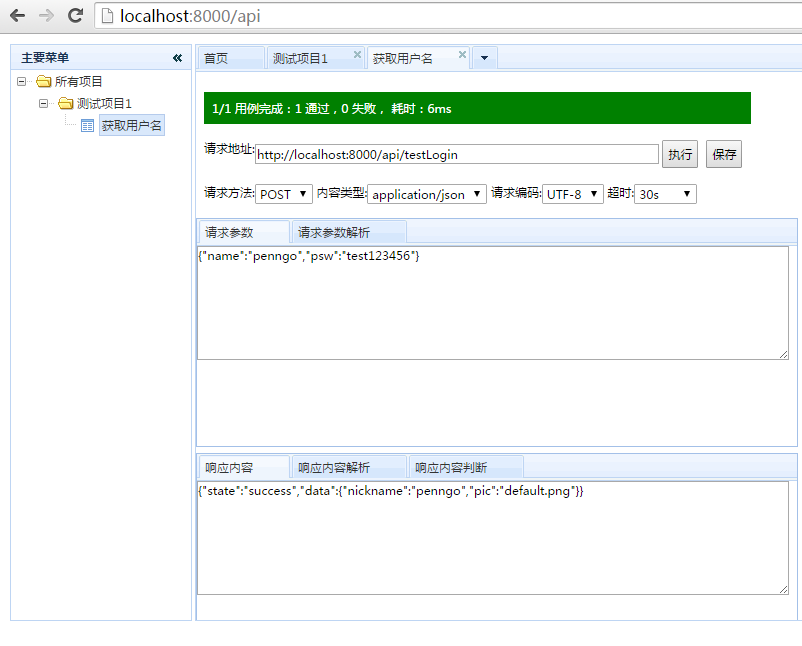 localhost:8000/api
主要菜单
所有项目
测试项目1
获取用户名
首页 测试项目1 获取用户名
1/1 用例完成：1 通过，0 失败， 耗时：6ms
请求地址: http://localhost:8000/api/testLogin 执行 保存
请求方法: POST 内容类型: application/json 请求编码: UTF-8 超时: 30s
请求参数 请求参数解析
{"name":"penngo","psw":"test123456"}
响应内容 响应内容解析 响应内容判断
{"state":"success","data":{"nickname":"penngo","pic":"default.png"}}